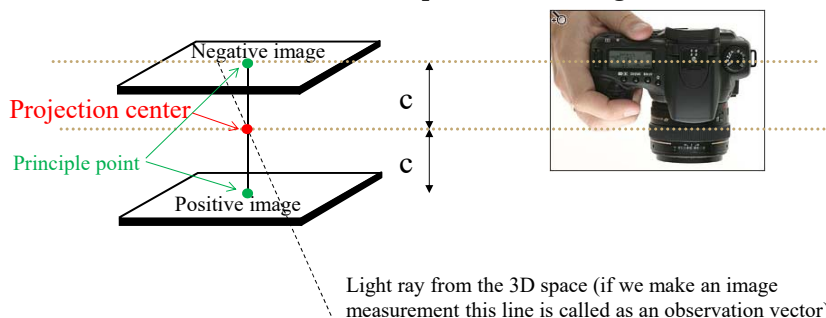 Negative image
Projection center
c
Principle point
c
Positive image
Light ray from the 3D space (if we make an image
measurement this line is called as an observation vector)